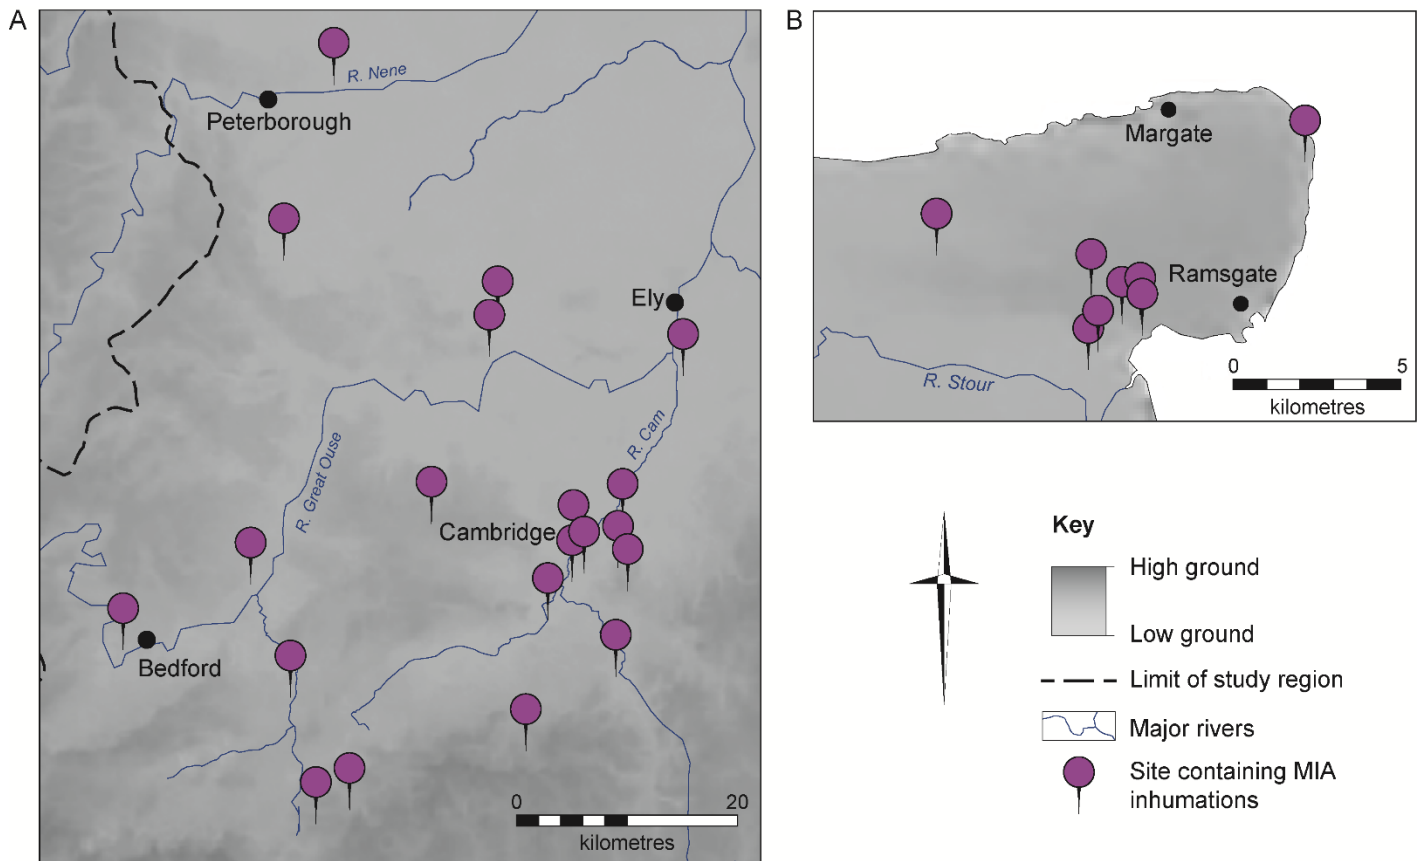 A
R. Nene
Peterborough
Ely
R. Great Ouse
R. Cam
Cambridge
Bedford
0 20
kilometres
B
Margate
Ramsgate
R. Stour
0 5
kilometres
Key
High ground
Low ground
Limit of study region
Major rivers
Site containing MIA
inhumations